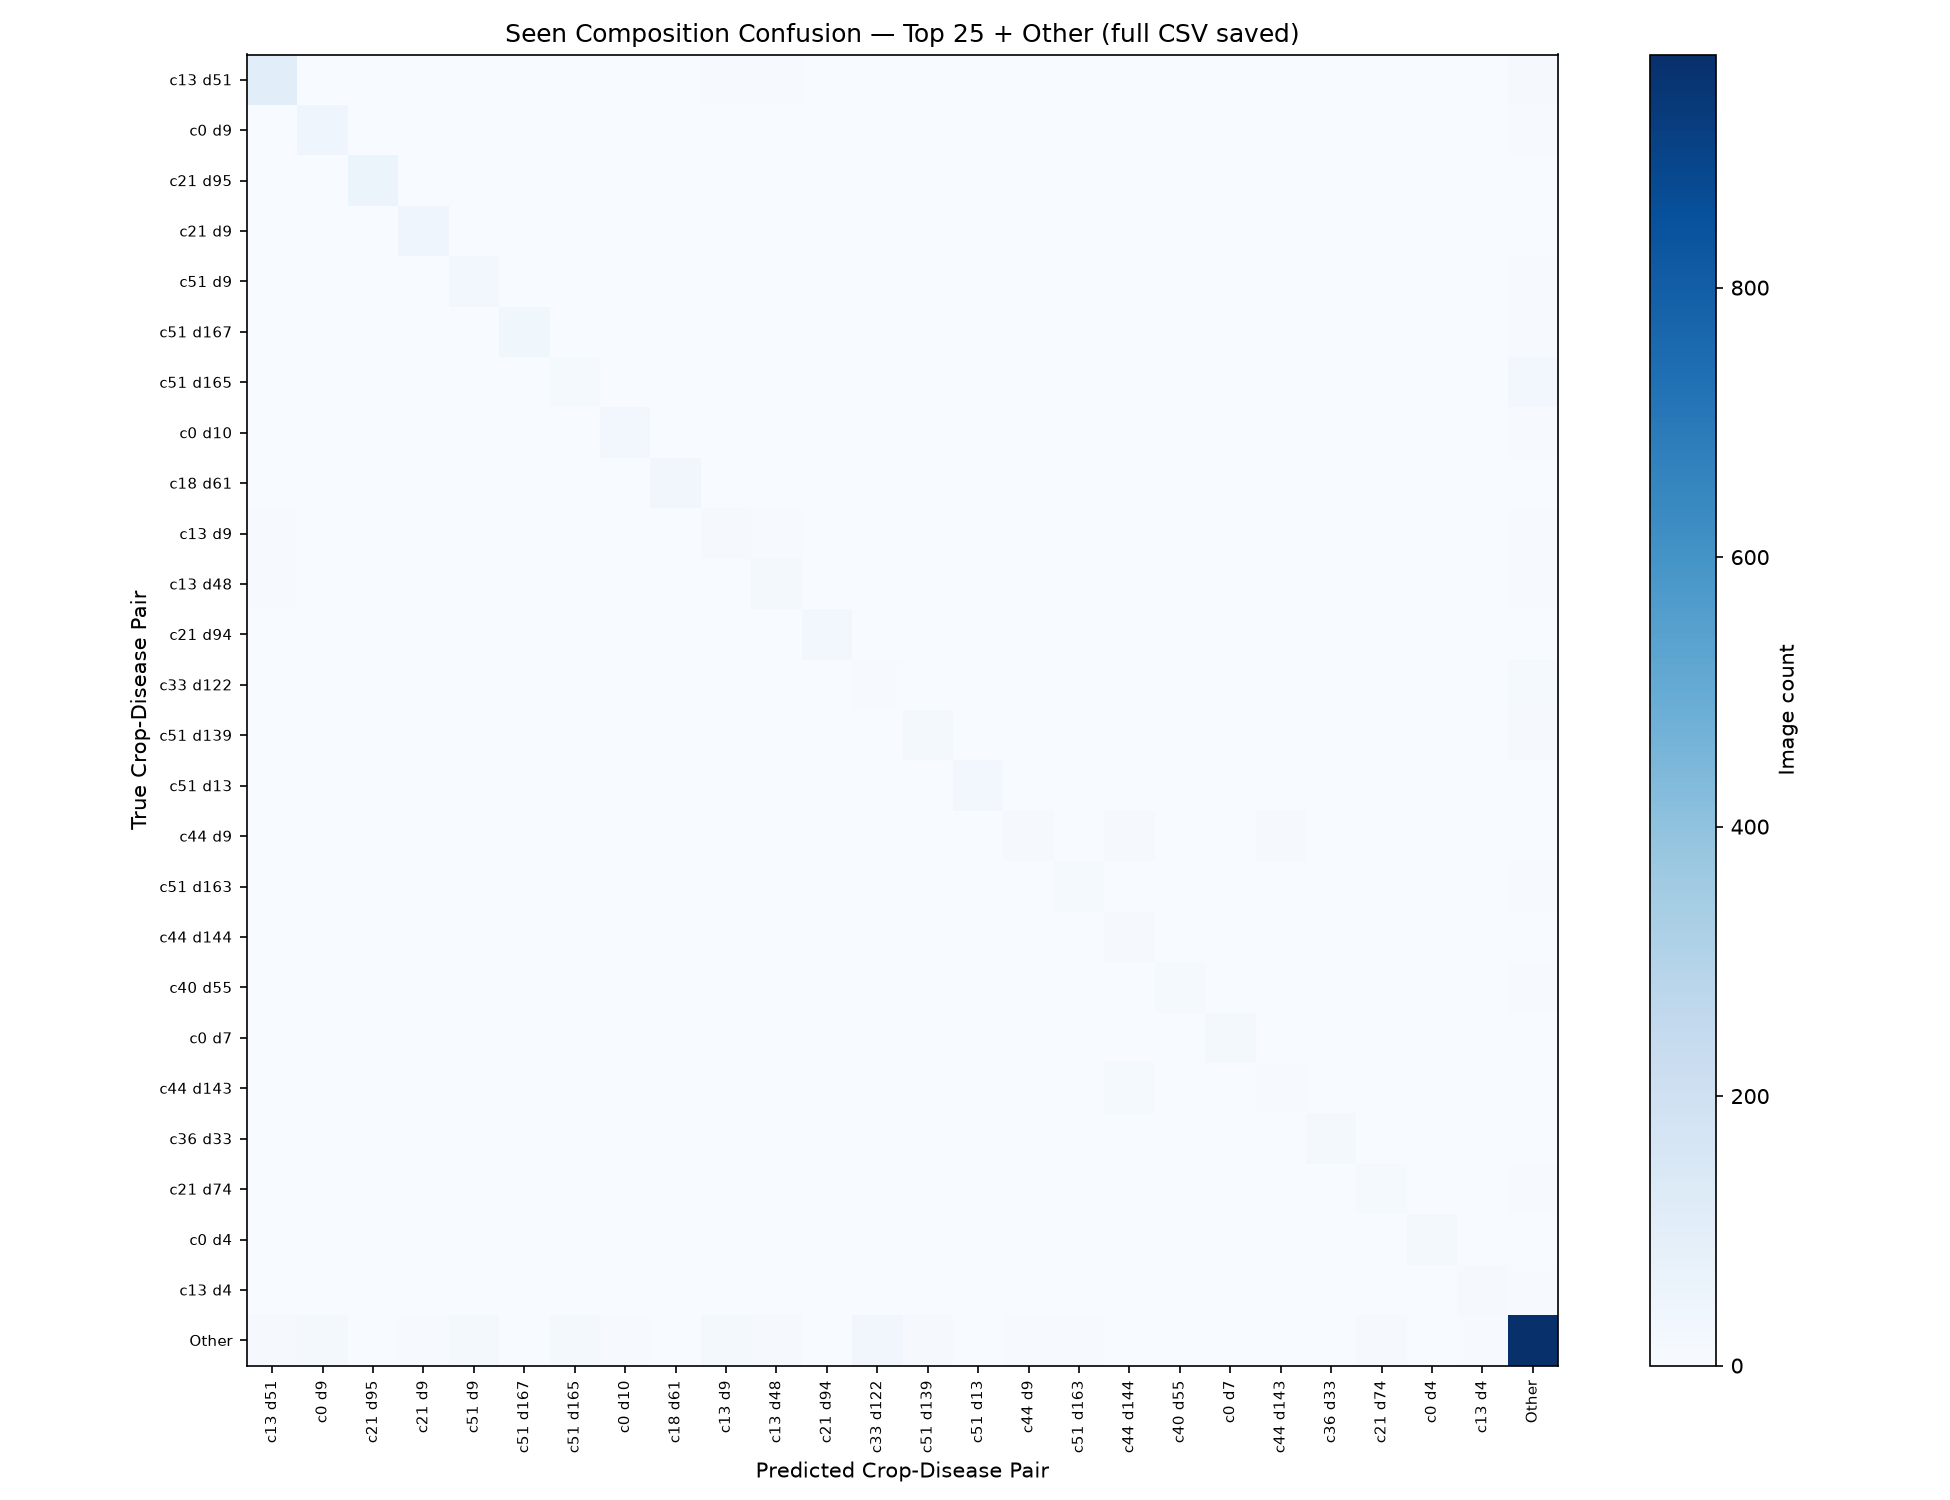 Seen Composition Confusion — Top 25 + Other (full CSV saved)
True Crop-Disease Pair
c13 d51
c0 d9
c21 d95
c21 d9
c51 d9
c51 d167
c51 d165
c0 d10
c18 d61
c13 d9
c13 d48
c21 d94
c33 d122
c51 d139
c51 d13
c44 d9
c51 d163
c44 d144
c40 d55
c0 d7
c44 d143
c36 d33
c21 d74
c0 d4
c13 d4
Other
c13 d51
c0 d9
c21 d95
c21 d9
c51 d9
c51 d167
c51 d165
c0 d10
c18 d61
c13 d9
c13 d48
c21 d94
c33 d122
c51 d139
c51 d13
c44 d9
c51 d163
c44 d144
c40 d55
c0 d7
c44 d143
c36 d33
c21 d74
c0 d4
c13 d4
Other
Predicted Crop-Disease Pair
800
600
400
200
0
Image count